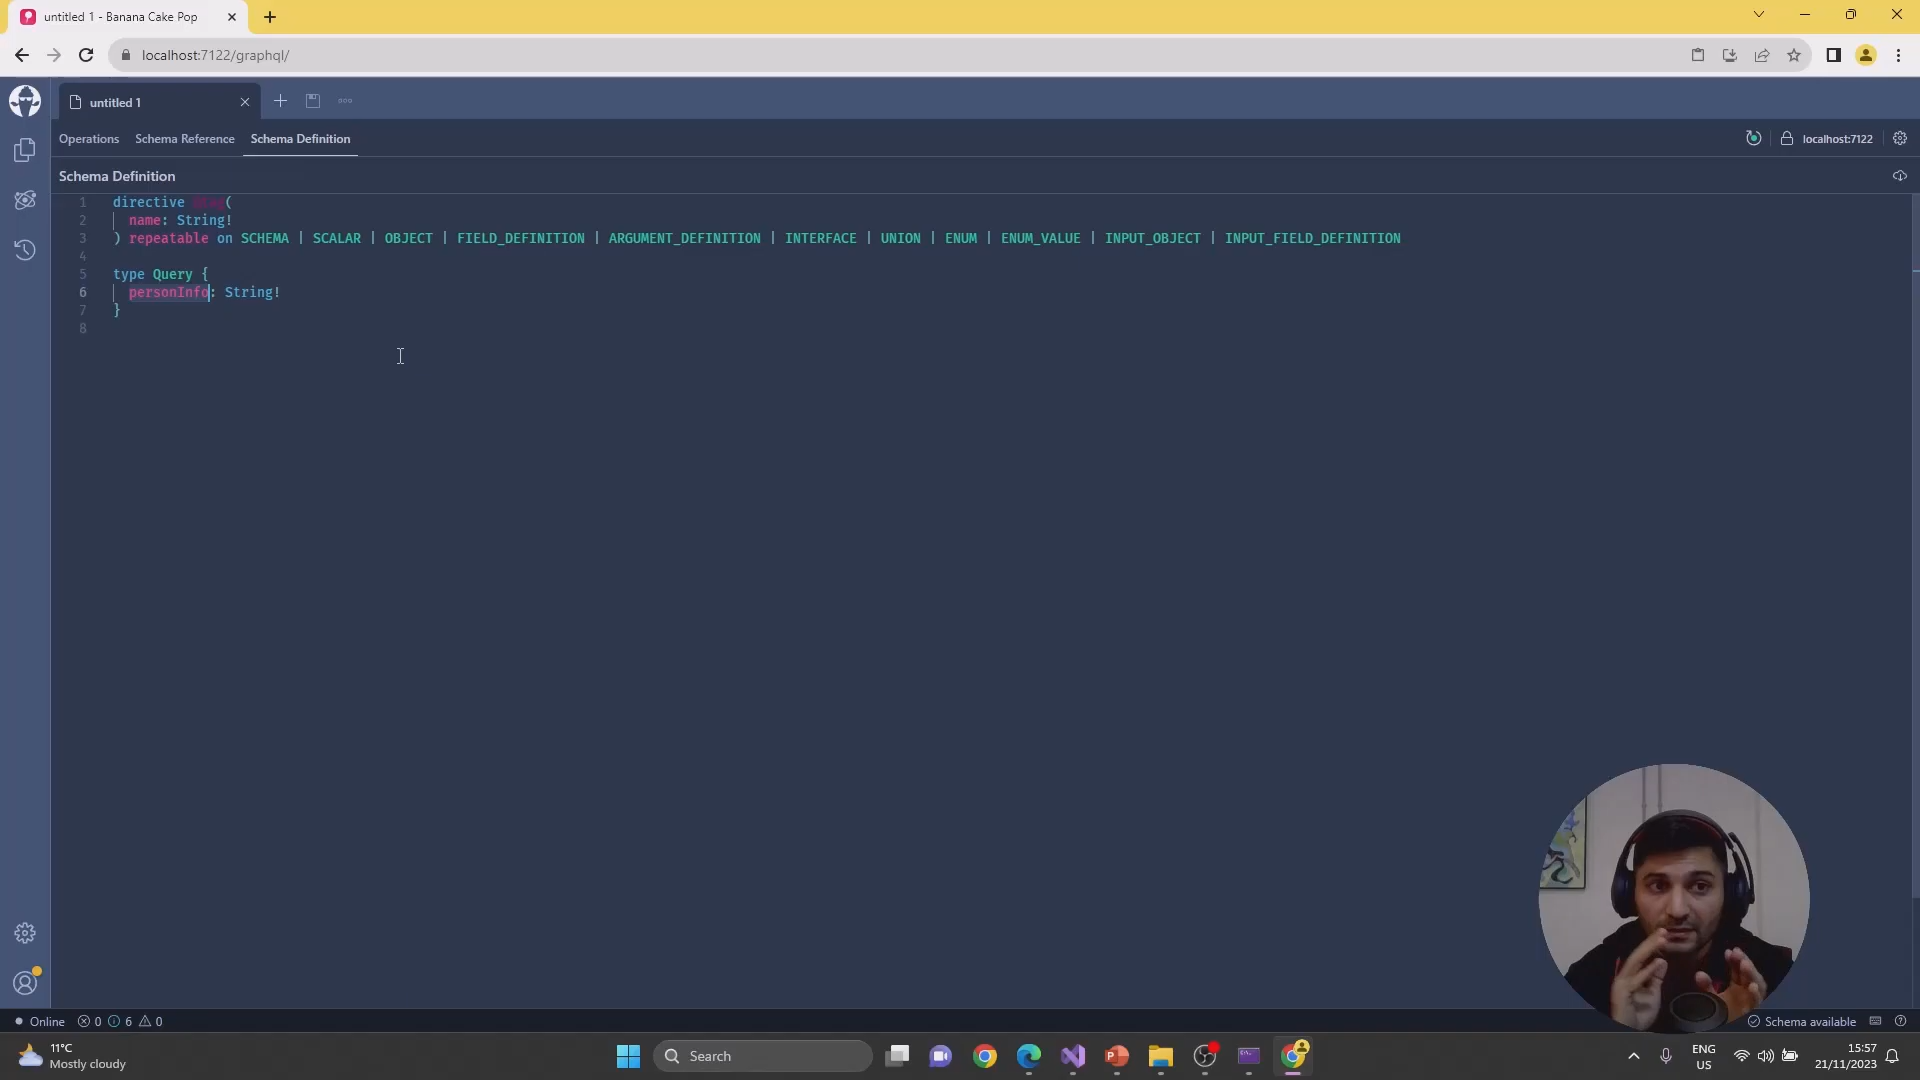 untitled 1 - Banana Cake Pop
localhost:7122/graphql/
untitled 1
Operations Schema Reference Schema Definition
localhost:7122
Schema Definition
1 directive (
2 name: String!
3 ) repeatable on SCHEMA | SCALAR | OBJECT | FIELD_DEFINITION | ARGUMENT_DEFINITION | INTERFACE | UNION | ENUM | ENUM_VALUE | INPUT_OBJECT | INPUT_FIELD_DEFINITION
4
5 type Query {
6 personInfo: String!
7 }
8
Online 0 6 0
Schema available
11°C
Mostly cloudy
Search
ENG
US
15:57
21/11/2023